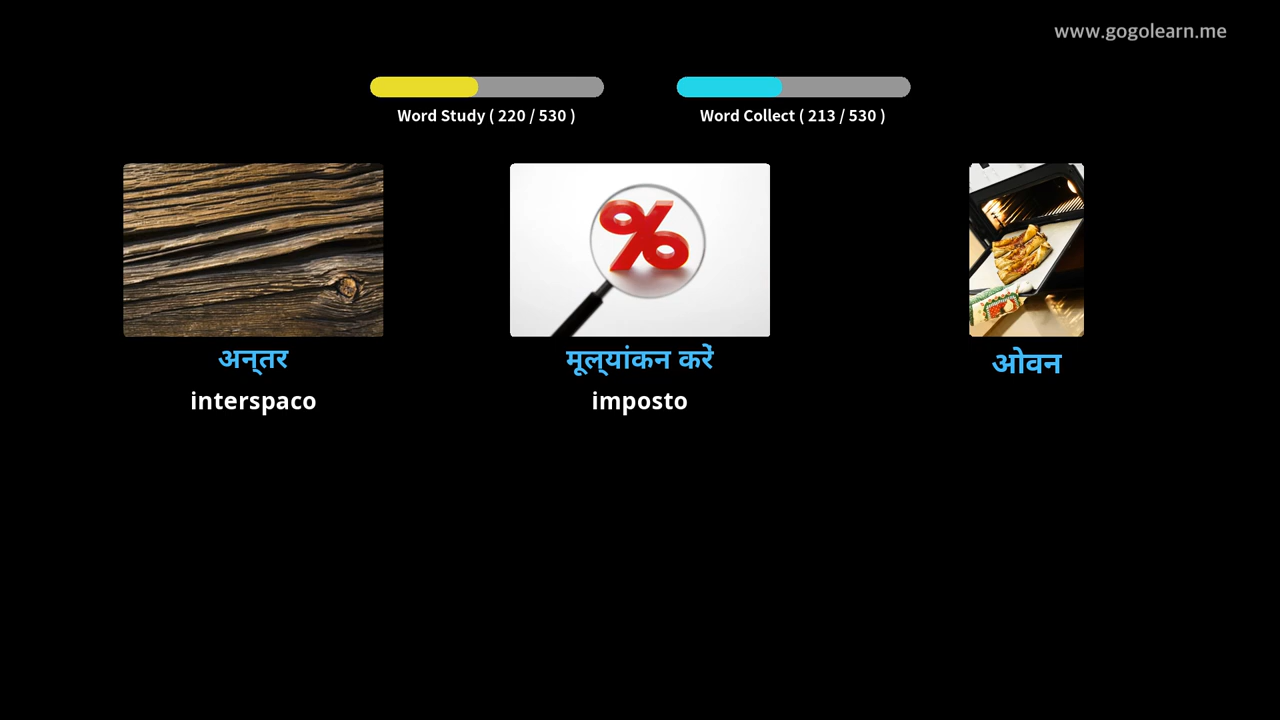 www.gogolearn.me
Word Study ( 220 / 530 )
Word Collect ( 213 / 530 )
अन्‌तर
मूल्‌यांकन करें
ओवन
interspaco
imposto